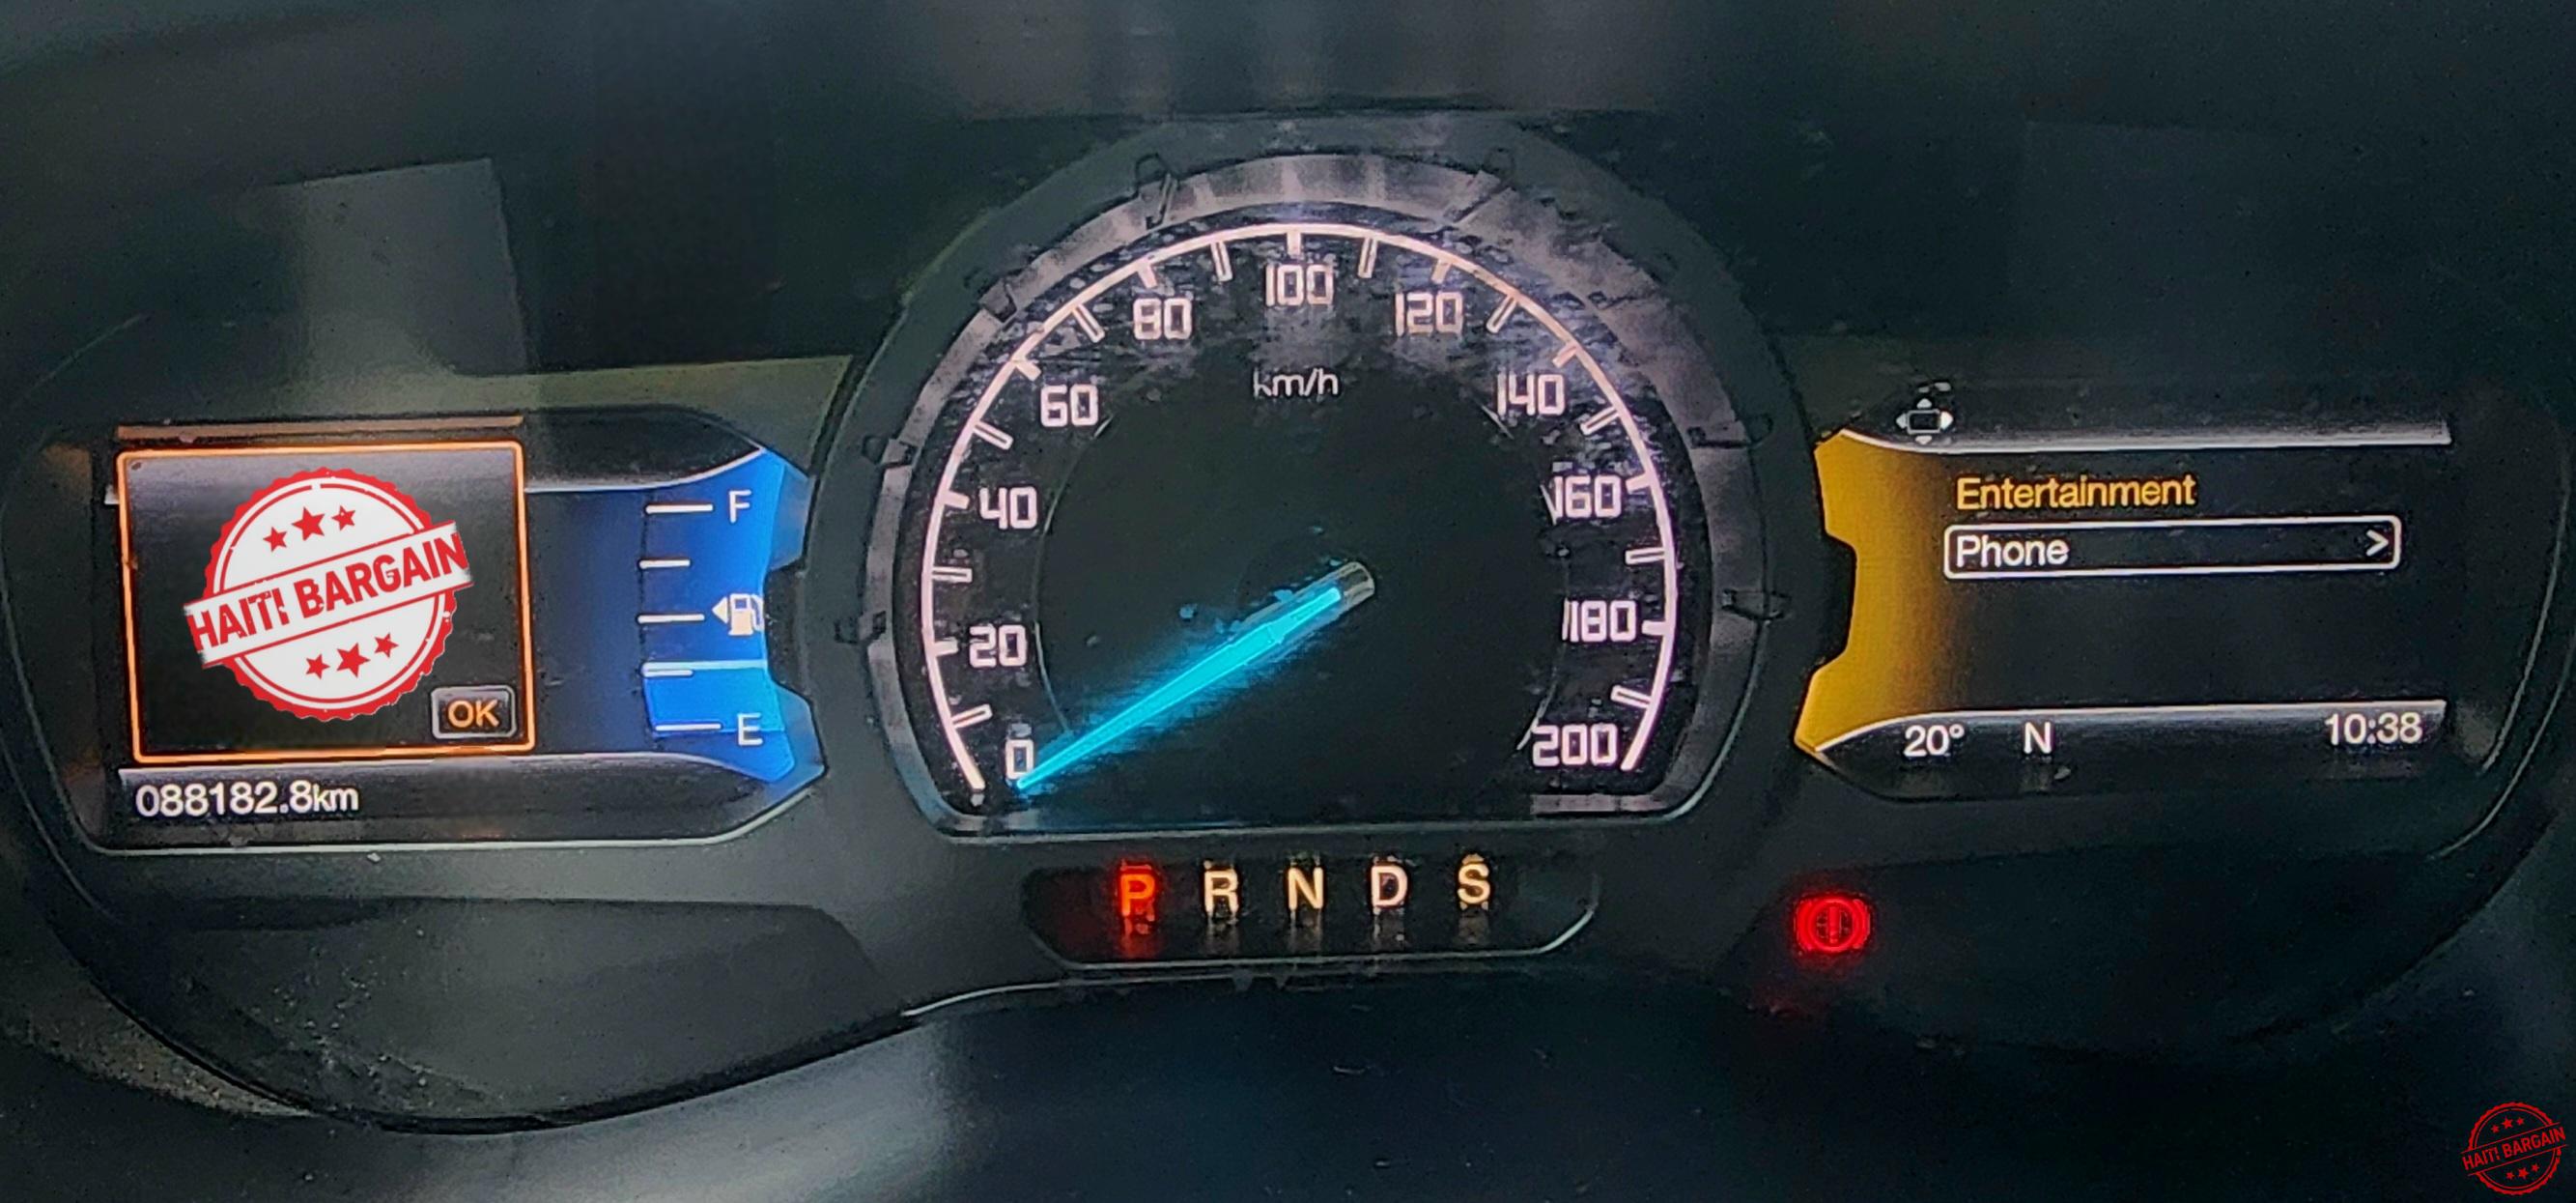 HAITI BARGAIN
OK
088182.8km
F
E
0
20
40
60
80
100
120
140
160
180
200
km/h
P R N D S
Entertainment
Phone >
20° N 10:38
HAITI BARGAIN